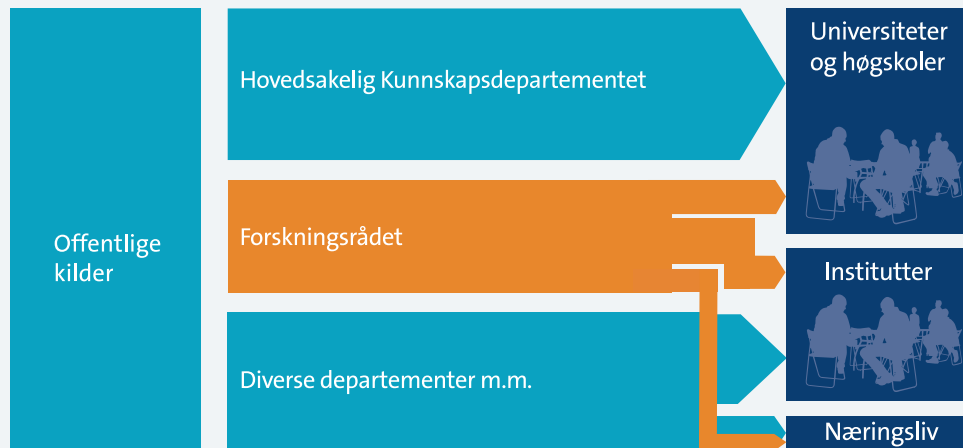 Offentlige
kilder
Hovedsakelig Kunnskapsdepartementet
Forskningsrådet
Diverse departementer m.m.
Universiteter
og høgskoler
Institutter
Næringsliv